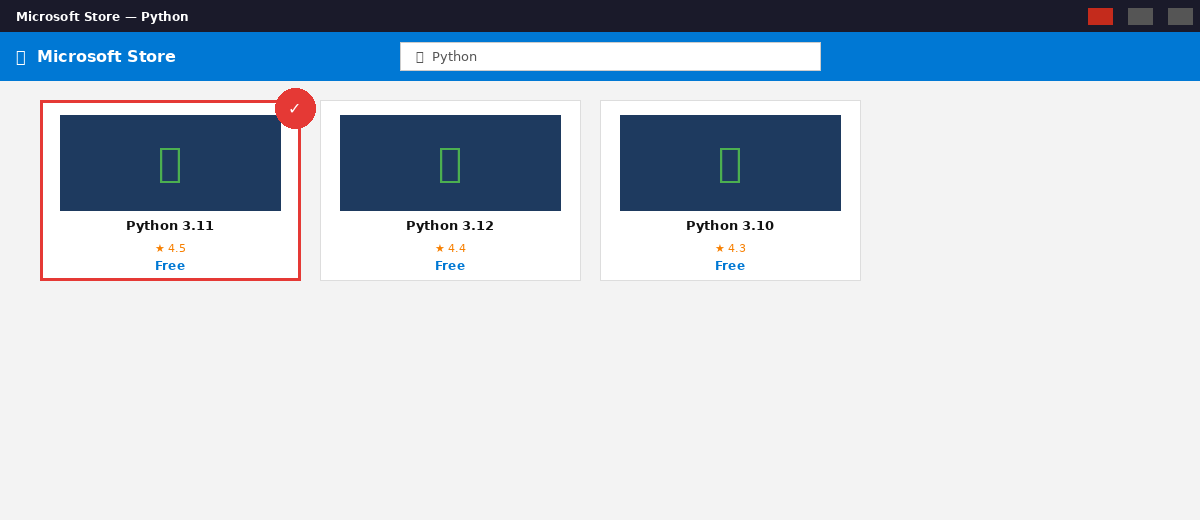 Microsoft Store — Python
Microsoft Store
Python
✓
Python 3.11
★ 4.5
Free
Python 3.12
★ 4.4
Free
Python 3.10
★ 4.3
Free